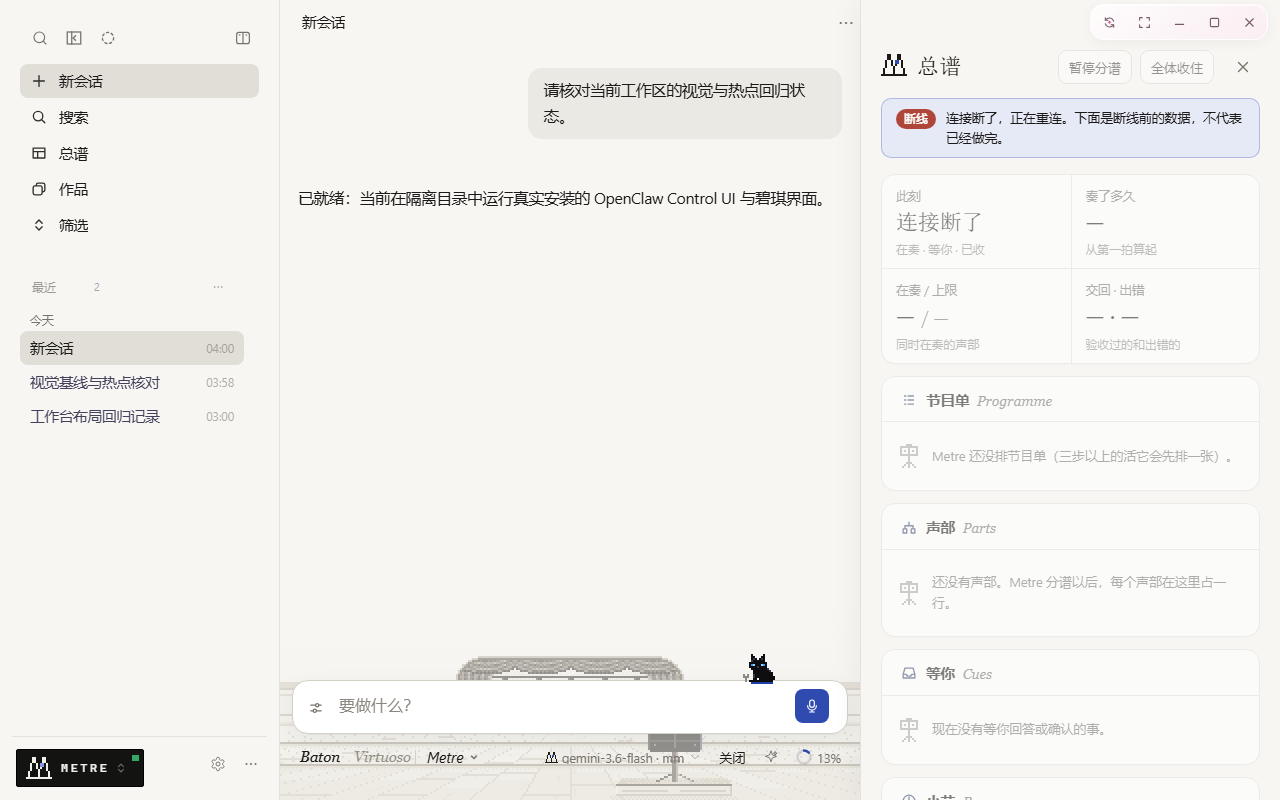 新会话
搜索
总谱
作品
筛选
最近 2 ···
今天
新会话 04:00
视觉基线与热点核对 03:58
工作台布局回归记录 03:00
METRE
新会话
请核对当前工作区的视觉与热点回归状
态。
已就绪：当前在隔离目录中运行真实安装的 OpenClaw Control UI 与碧琪界面。
要做什么？
Baton Virtuoso Metre gemini-3.6-flash · mm 关闭 13%
总谱 暂停分谱 全体收住
断线 连接断了，正在重连。下面是断线前的数据，不代表
已经做完。
此刻
连接断了
在奏 · 等你 · 已收
奏了多久
—
从第一拍算起
在奏 / 上限
— / —
同时在奏的声部
交回 · 出错
— · —
验收过的和出错的
节目单 Programme
Metre 还没排节目单（三步以上的活它会先排一张）。
声部 Parts
还没有声部。Metre 分谱以后，每个声部在这里占一
行。
等你 Cues
现在没有等你回答或确认的事。